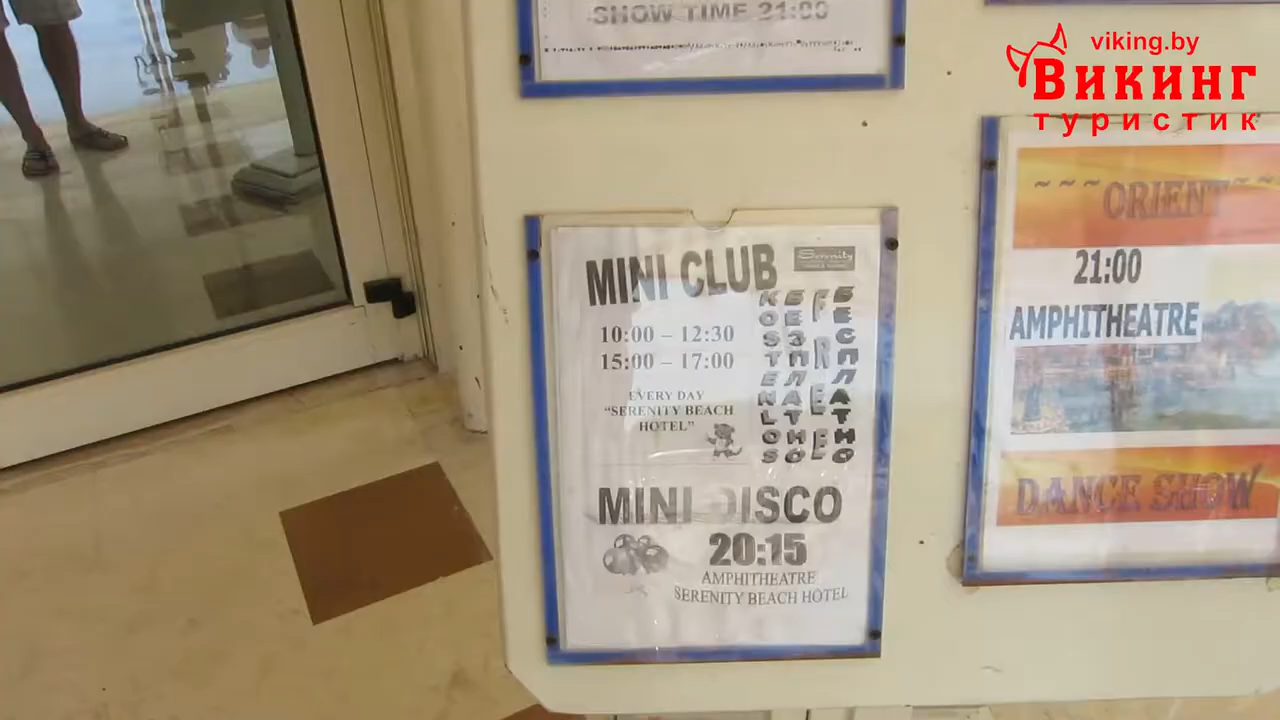 SHOW TIME 21:00
viking.by
Викинг
туристик
MINI CLUB
Serenity
10:00 – 12:30
15:00 – 17:00
EVERY DAY
"SERENITY BEACH
HOTEL"
KOSTENLOS
БЕСПЛАТНО
FREE
MINI DISCO
20:15
AMPHITHEATRE
SERENITY BEACH HOTEL
~ ~ ~ORIENT~ ~ ~
21:00
AMPHITHEATRE
DANCE SHOW